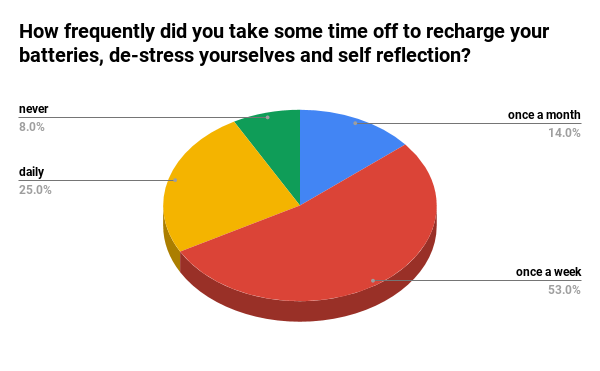 How frequently did you take some time off to recharge your
batteries, de-stress yourselves and self reflection?
never
8.0%
once a month
14.0%
daily
25.0%
once a week
53.0%